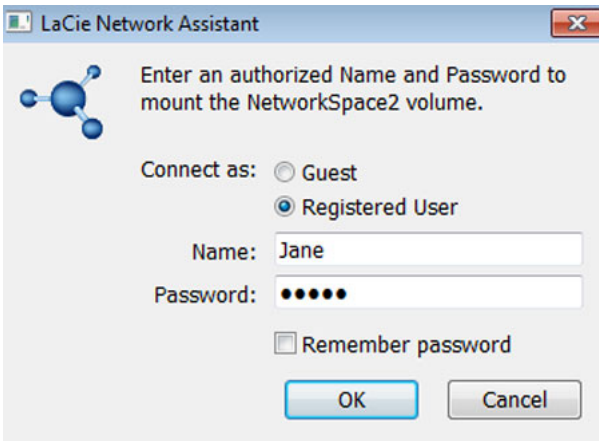 LaCie Network Assistant
Enter an authorized Name and Password to
mount the NetworkSpace2 volume.
Connect as: Guest
Registered User
Name: Jane
Password: •••••
Remember password
OK Cancel